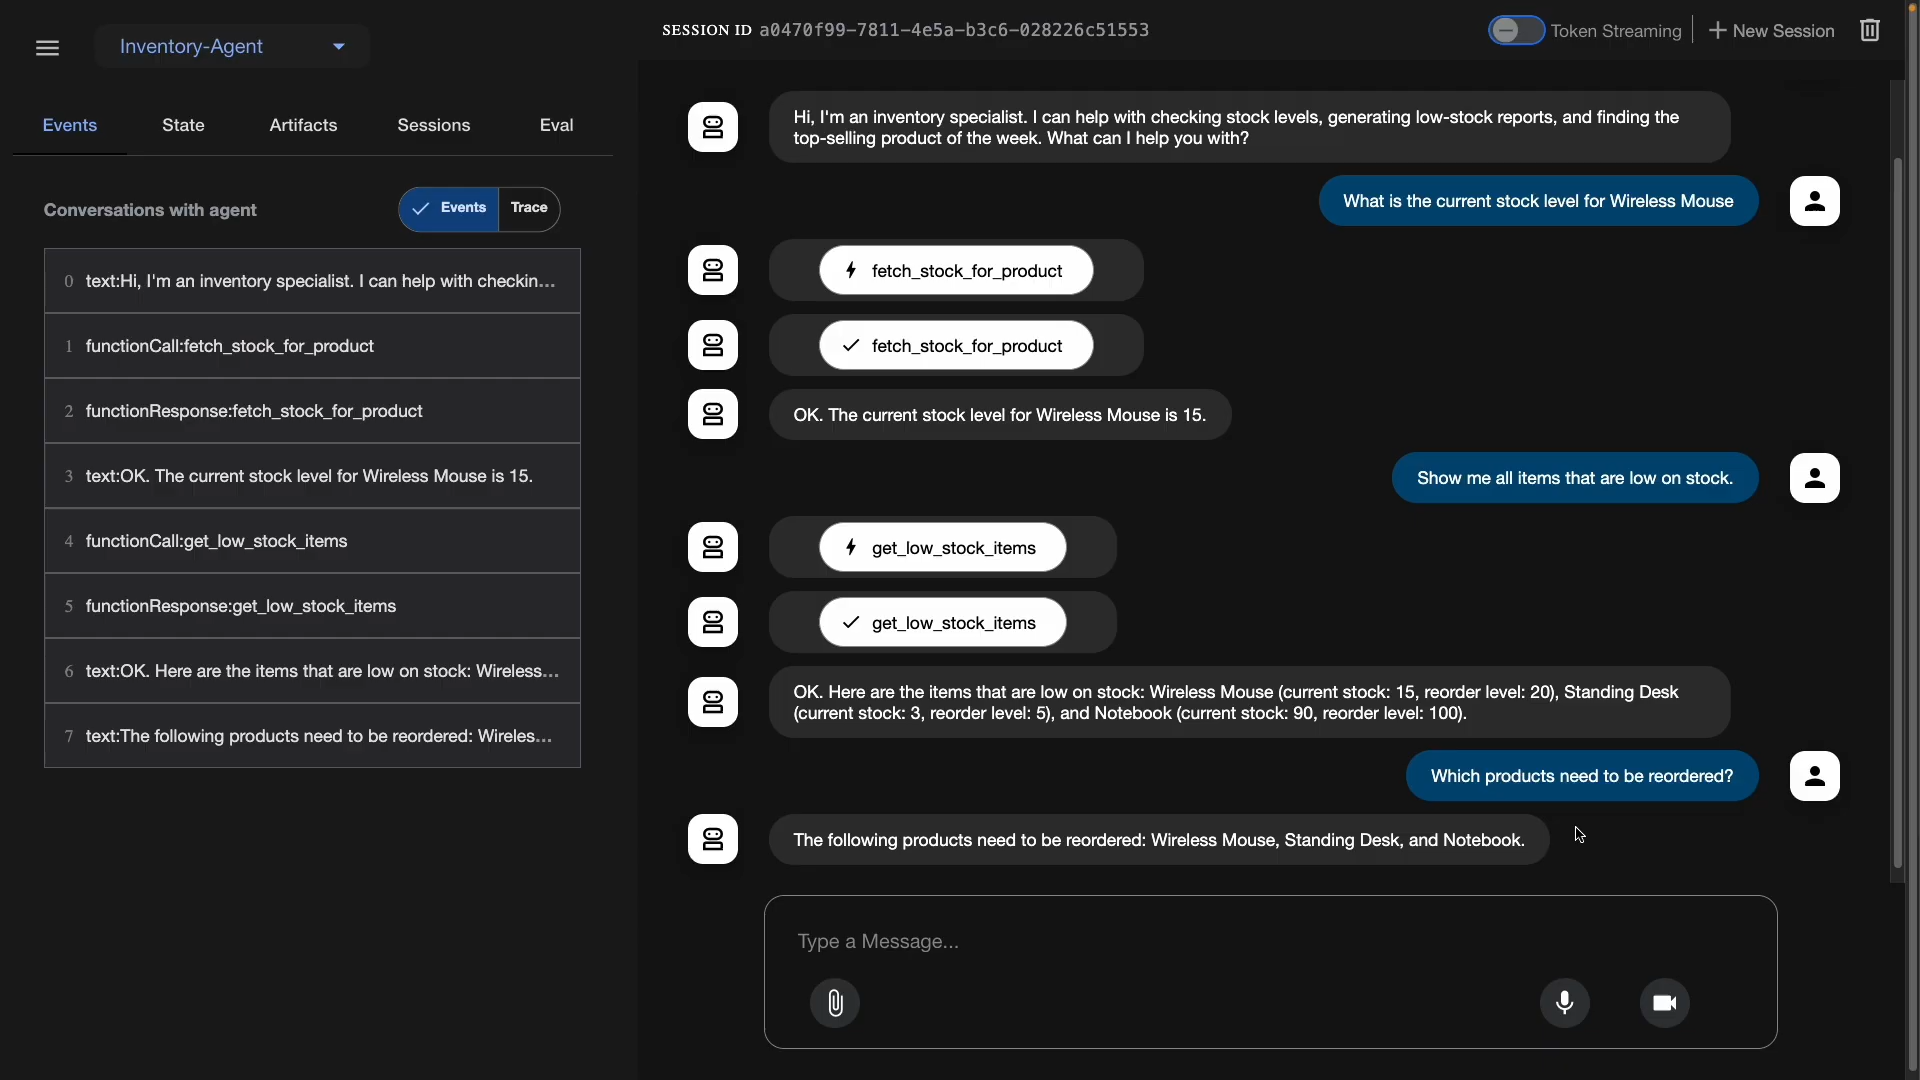 Inventory-Agent
SESSION ID a0470f99-7811-4e5a-b3c6-028226c51553
Token Streaming
New Session
Events
State
Artifacts
Sessions
Eval
Conversations with agent
Events
Trace
0 text:Hi, I'm an inventory specialist. I can help with checkin...
1 functionCall:fetch_stock_for_product
2 functionResponse:fetch_stock_for_product
3 text:OK. The current stock level for Wireless Mouse is 15.
4 functionCall:get_low_stock_items
5 functionResponse:get_low_stock_items
6 text:OK. Here are the items that are low on stock: Wireless...
7 text:The following products need to be reordered: Wireles...
Hi, I'm an inventory specialist. I can help with checking stock levels, generating low-stock reports, and finding the
top-selling product of the week. What can I help you with?
What is the current stock level for Wireless Mouse
fetch_stock_for_product
fetch_stock_for_product
OK. The current stock level for Wireless Mouse is 15.
Show me all items that are low on stock.
get_low_stock_items
get_low_stock_items
OK. Here are the items that are low on stock: Wireless Mouse (current stock: 15, reorder level: 20), Standing Desk
(current stock: 3, reorder level: 5), and Notebook (current stock: 90, reorder level: 100).
Which products need to be reordered?
The following products need to be reordered: Wireless Mouse, Standing Desk, and Notebook.
Type a Message...